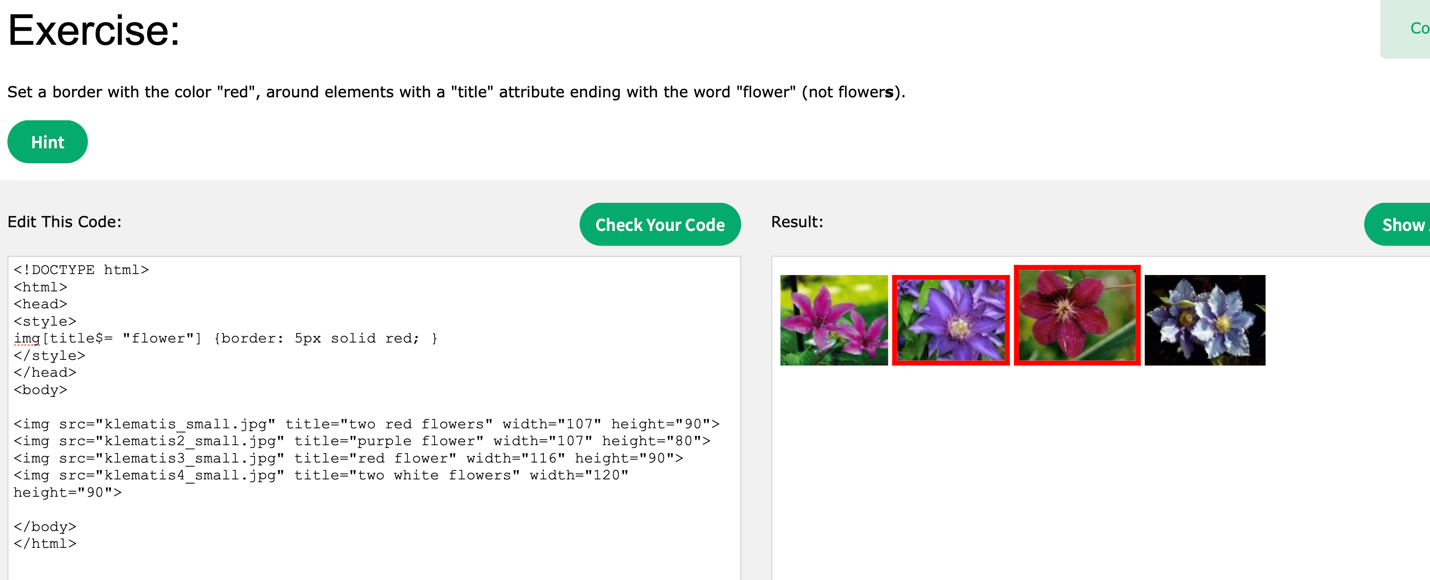 Exercise:
Co
Set a border with the color "red", around elements with a "title" attribute ending with the word "flower" (not flowers).
Hint
Edit This Code:
Check Your Code
Result:
Show
<!DOCTYPE html>
<html>
<head>
<style>
img[title$= "flower"] {border: 5px solid red; }
</style>
</head>
<body>
<img src="klematis_small.jpg" title="two red flowers" width="107" height="90">
<img src="klematis2_small.jpg" title="purple flower" width="107" height="80">
<img src="klematis3_small.jpg" title="red flower" width="116" height="90">
<img src="klematis4_small.jpg" title="two white flowers" width="120"
height="90">
</body>
</html>